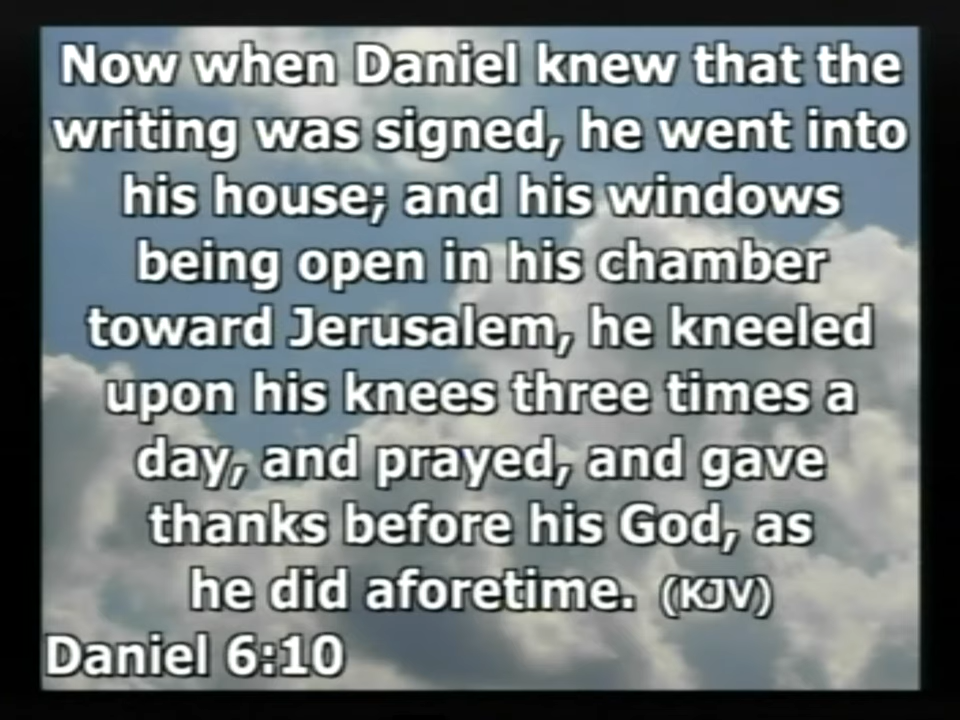 Now when Daniel knew that the
writing was signed, he went into
his house; and his windows
being open in his chamber
toward Jerusalem, he kneeled
upon his knees three times a
day, and prayed, and gave
thanks before his God, as
he did aforetime. (KJV)
Daniel 6:10